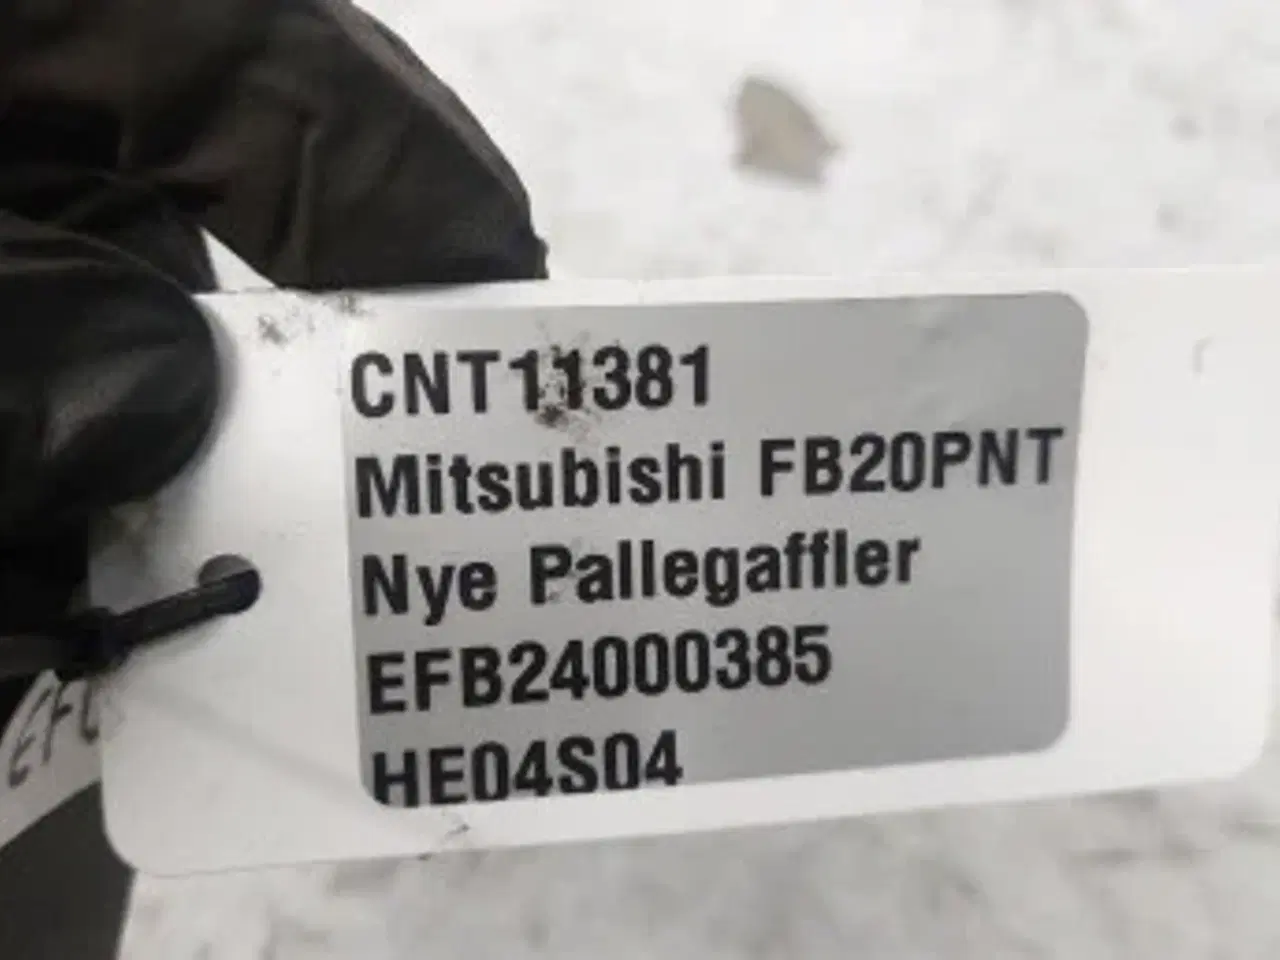 CNT11381
Mitsubishi FB20PNT
Nye Pallegaffler
EFB24000385
HE04S04